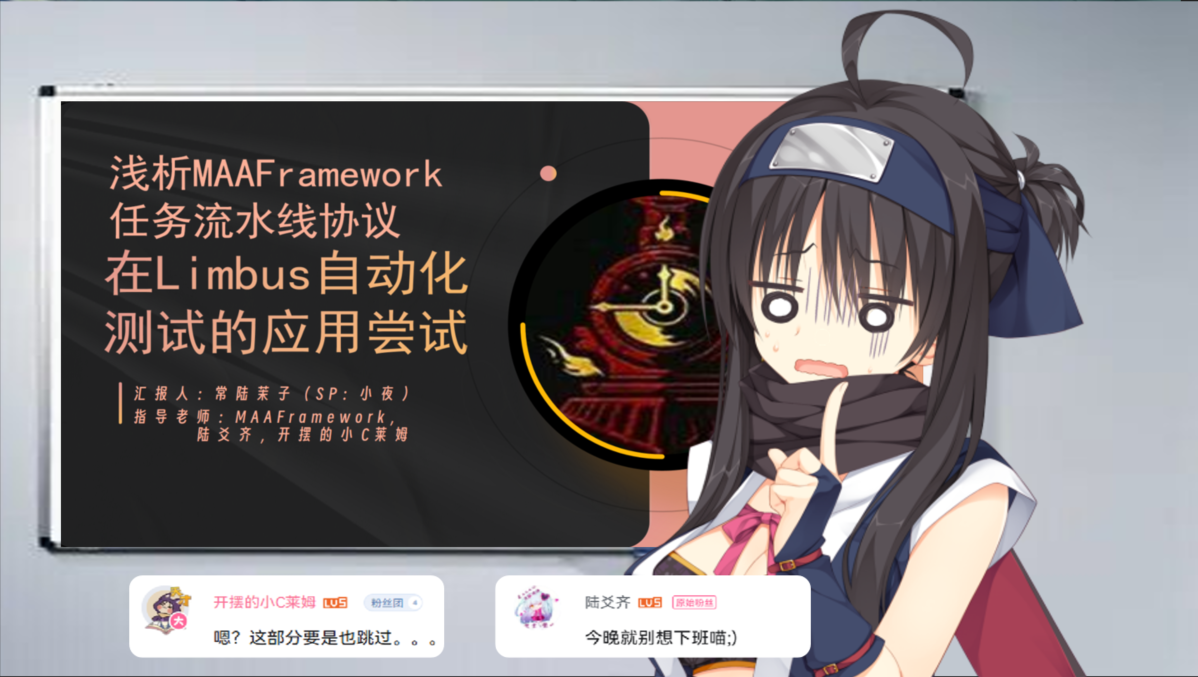 浅析MAAFramework
任务流水线协议
在Limbus自动化
测试的应用尝试
汇报人：常陆茉子（SP：小夜）
指导老师：MAAFramework，
陆爻齐，开摆的小C莱姆
开摆的小C莱姆 LV5 粉丝团 4
大
嗯？这部分要是也跳过。。。
陆爻齐 LV5 原始粉丝
今晚就别想下班喵;)